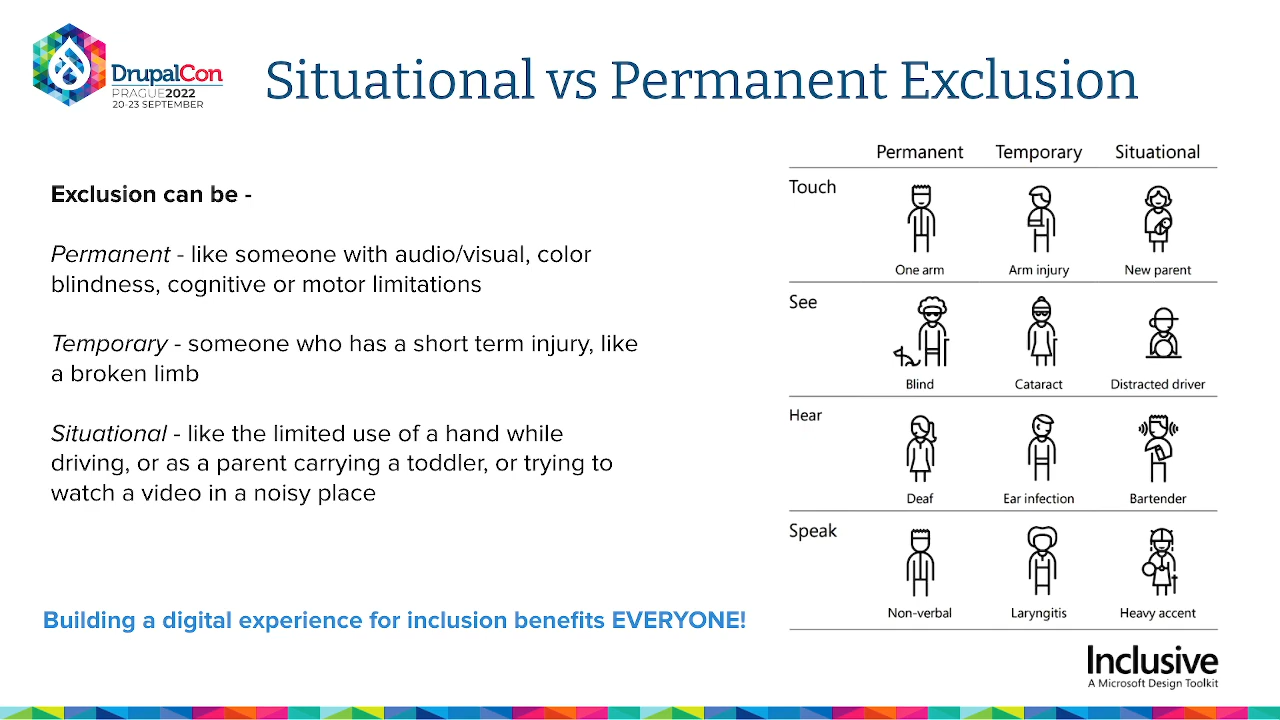 DrupalCon
PRAGUE2022
20-23 SEPTEMBER
Situational vs Permanent Exclusion
Exclusion can be -
Permanent - like someone with audio/visual, color
blindness, cognitive or motor limitations
Temporary - someone who has a short term injury, like
a broken limb
Situational - like the limited use of a hand while
driving, or as a parent carrying a toddler, or trying to
watch a video in a noisy place
Building a digital experience for inclusion benefits EVERYONE!
Permanent Temporary Situational
Touch
One arm Arm injury New parent
See
Blind Cataract Distracted driver
Hear
Deaf Ear infection Bartender
Speak
Non-verbal Laryngitis Heavy accent
Inclusive
A Microsoft Design Toolkit